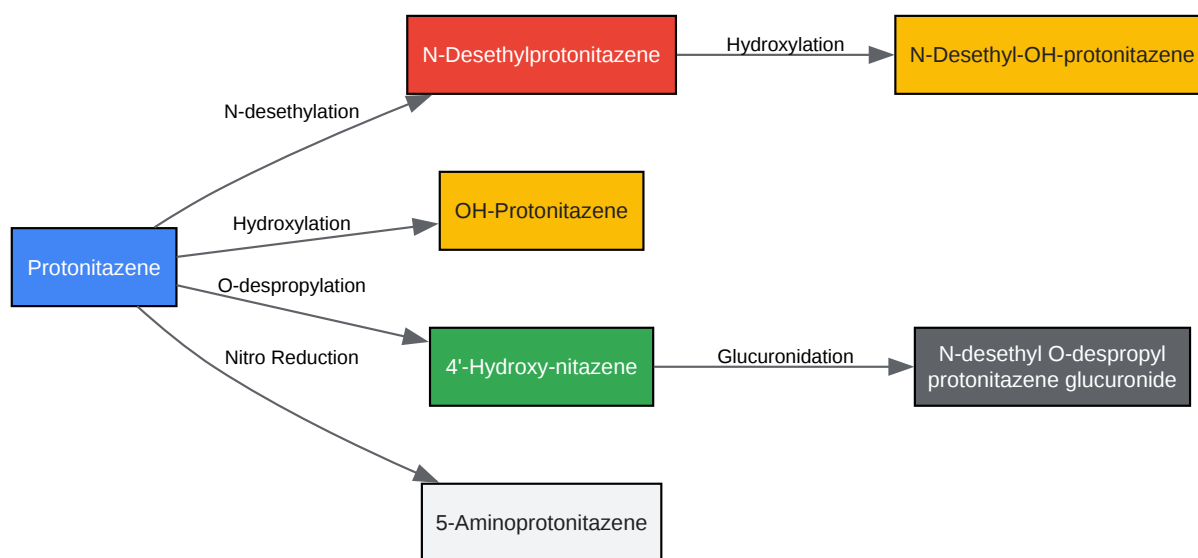 N-Desethylprotonitazene
Hydroxylation
N-Desethyl-OH-protonitazene
N-desethylation
OH-Protonitazene
Hydroxylation
Protonitazene
O-despropylation
Nitro Reduction
4'-Hydroxy-nitazene
Glucuronidation
N-desethyl O-despropyl
protonitazene glucuronide
5-Aminoprotonitazene